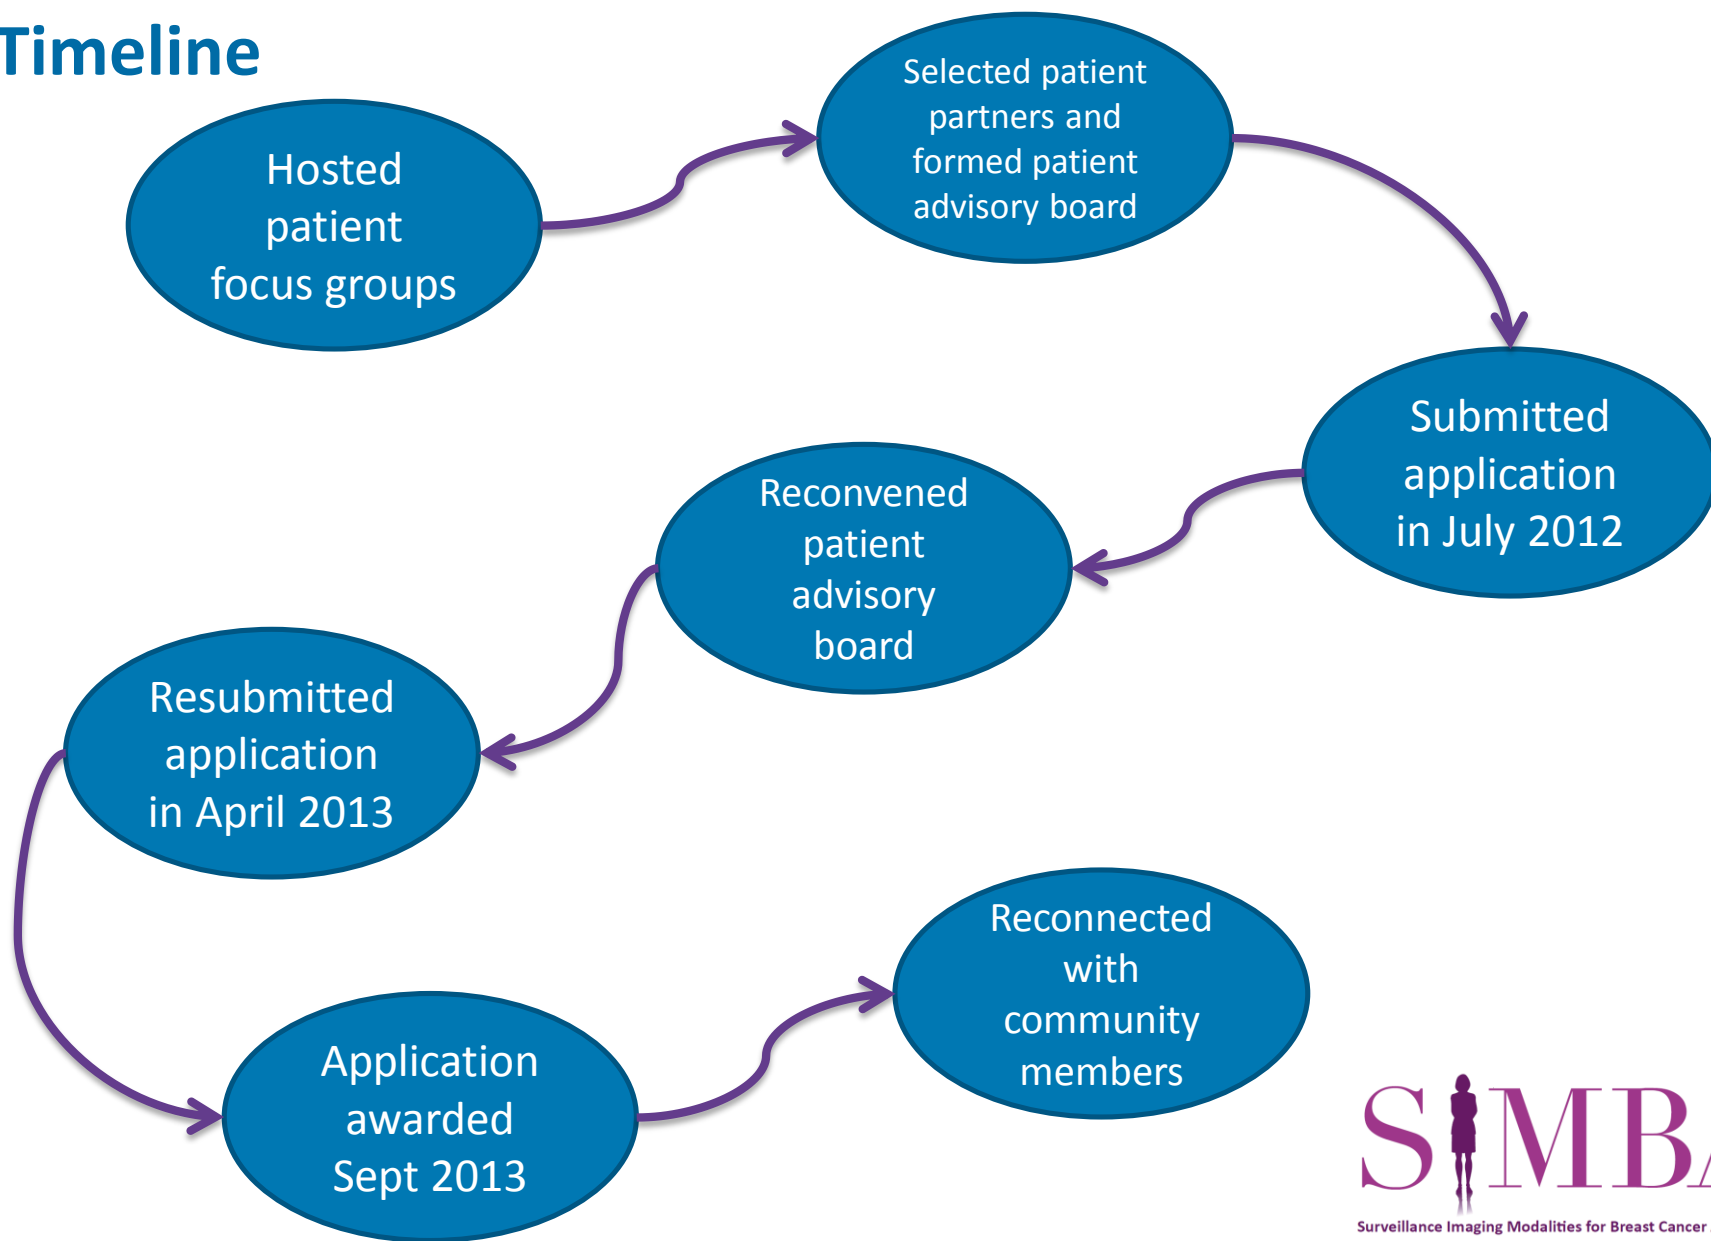 Timeline
Hosted
patient
focus groups
Selected patient
partners and
formed patient
advisory board
Submitted
application
in July 2012
Reconvened
patient
advisory
board
Resubmitted
application
in April 2013
Application
awarded
Sept 2013
Reconnected
with
community
members
SIMBA
Surveillance Imaging Modalities for Breast Cancer